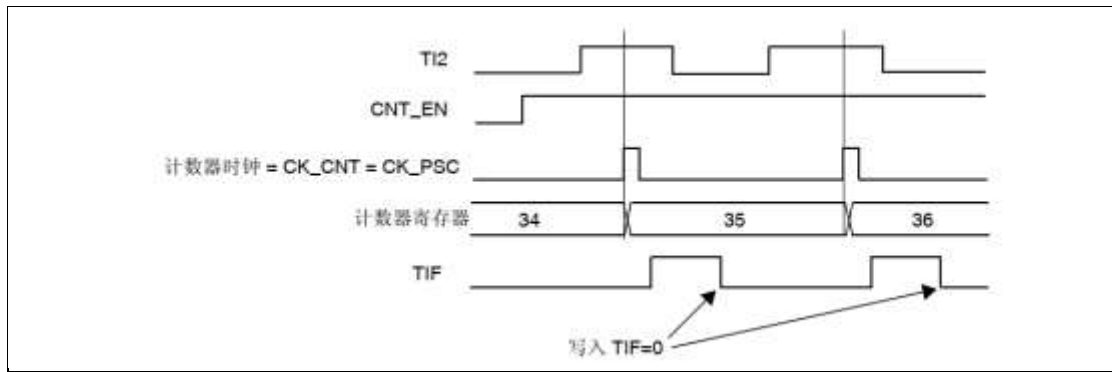 TI2
CNT_EN
计数器时钟 = CK_CNT = CK_PSC
计数器寄存器 34 35 36
TIF
写入 TIF=0